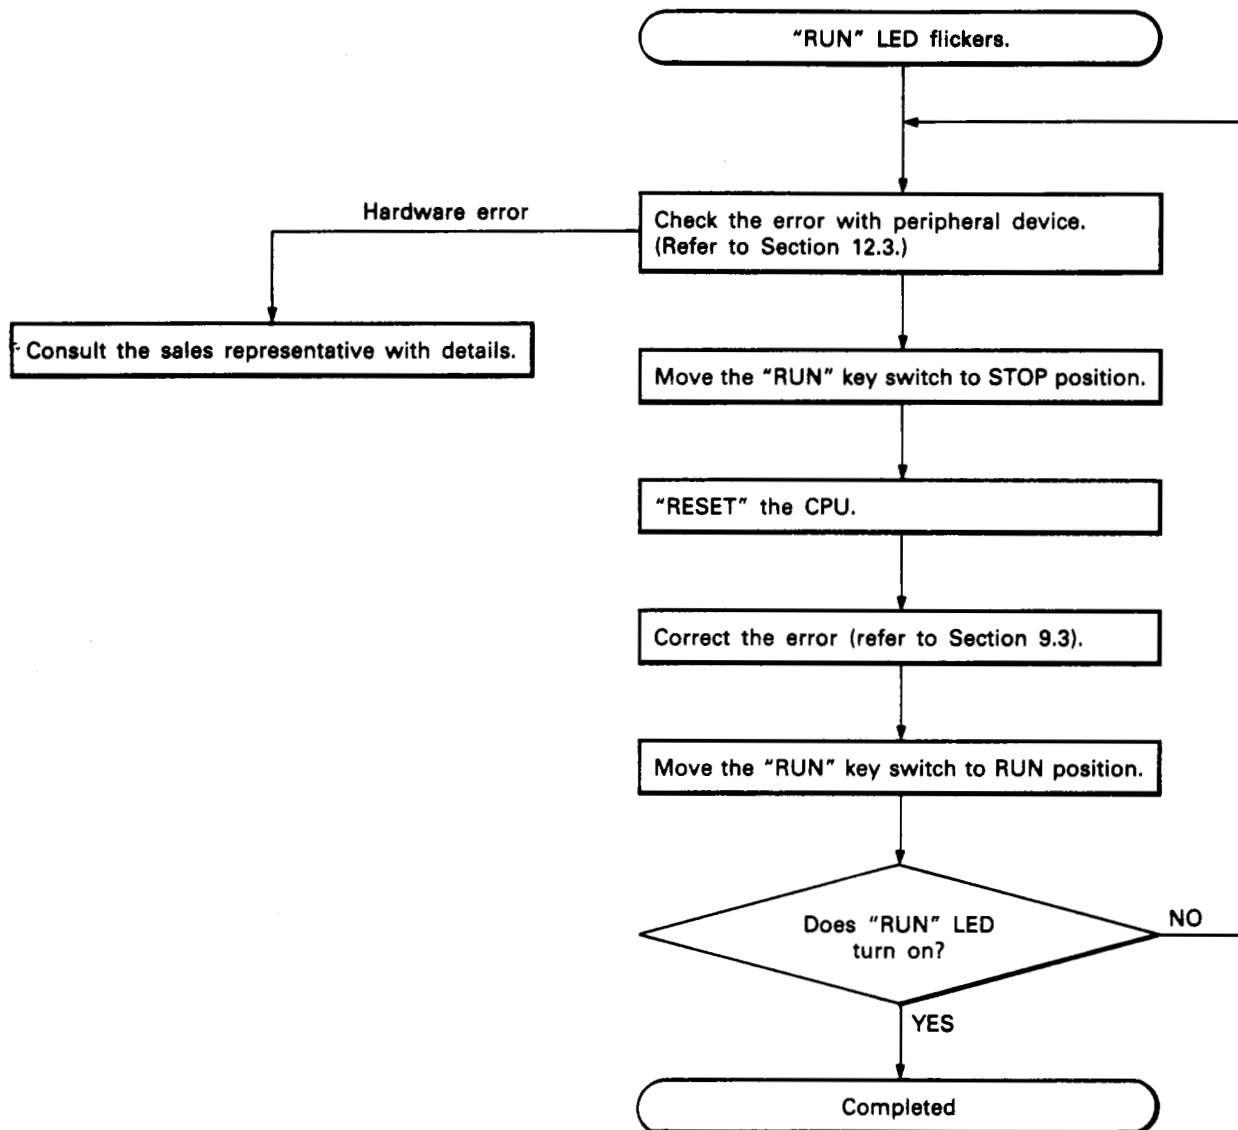 “RUN” LED flickers.
Hardware error
Check the error with peripheral device.
(Refer to Section 12.3.)
Consult the sales representative with details.
Move the “RUN” key switch to STOP position.
“RESET” the CPU.
Correct the error (refer to Section 9.3).
Move the “RUN” key switch to RUN position.
Does “RUN” LED
turn on?
NO
YES
Completed